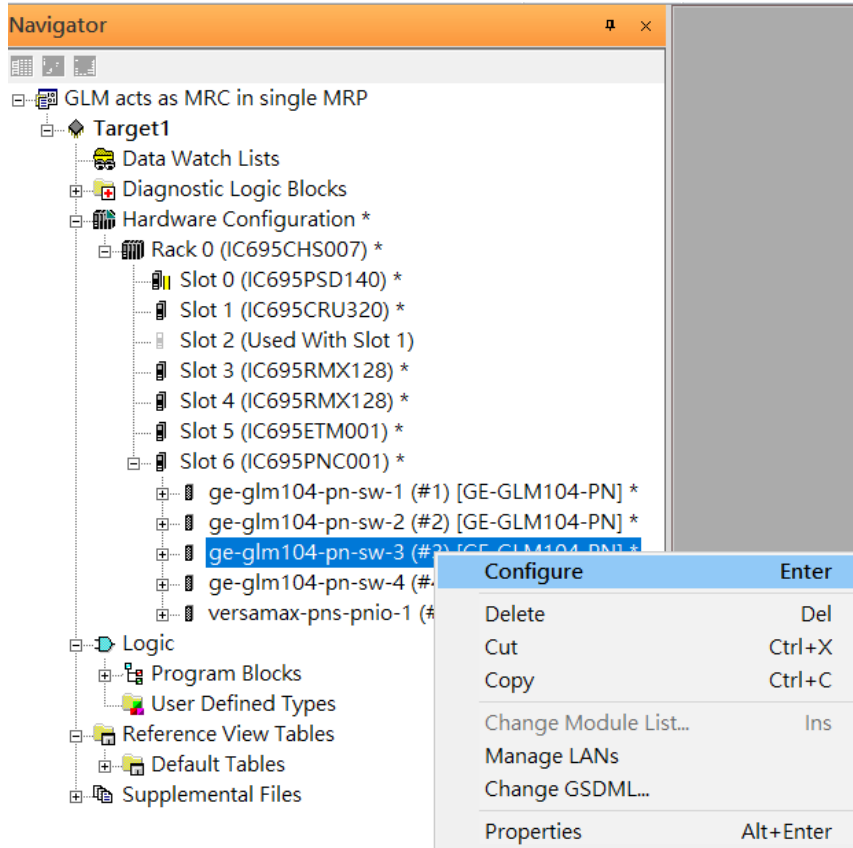 Navigator
GLM acts as MRC in single MRP
Target1
Data Watch Lists
Diagnostic Logic Blocks
Hardware Configuration *
Rack 0 (IC695CHS007) *
Slot 0 (IC695PSD140) *
Slot 1 (IC695CRU320) *
Slot 2 (Used With Slot 1)
Slot 3 (IC695RMX128) *
Slot 4 (IC695RMX128) *
Slot 5 (IC695ETM001) *
Slot 6 (IC695PNC001) *
ge-glm104-pn-sw-1 (#1) [GE-GLM104-PN] *
ge-glm104-pn-sw-2 (#2) [GE-GLM104-PN] *
ge-glm104-pn-sw-3 (#3) [GE-GLM104-PN] *
ge-glm104-pn-sw-4 (#
versamax-pns-pnio-1 (#
Logic
Program Blocks
User Defined Types
Reference View Tables
Default Tables
Supplemental Files
Configure Enter
Delete Del
Cut Ctrl+X
Copy Ctrl+C
Change Module List... Ins
Manage LANs
Change GSDML...
Properties Alt+Enter